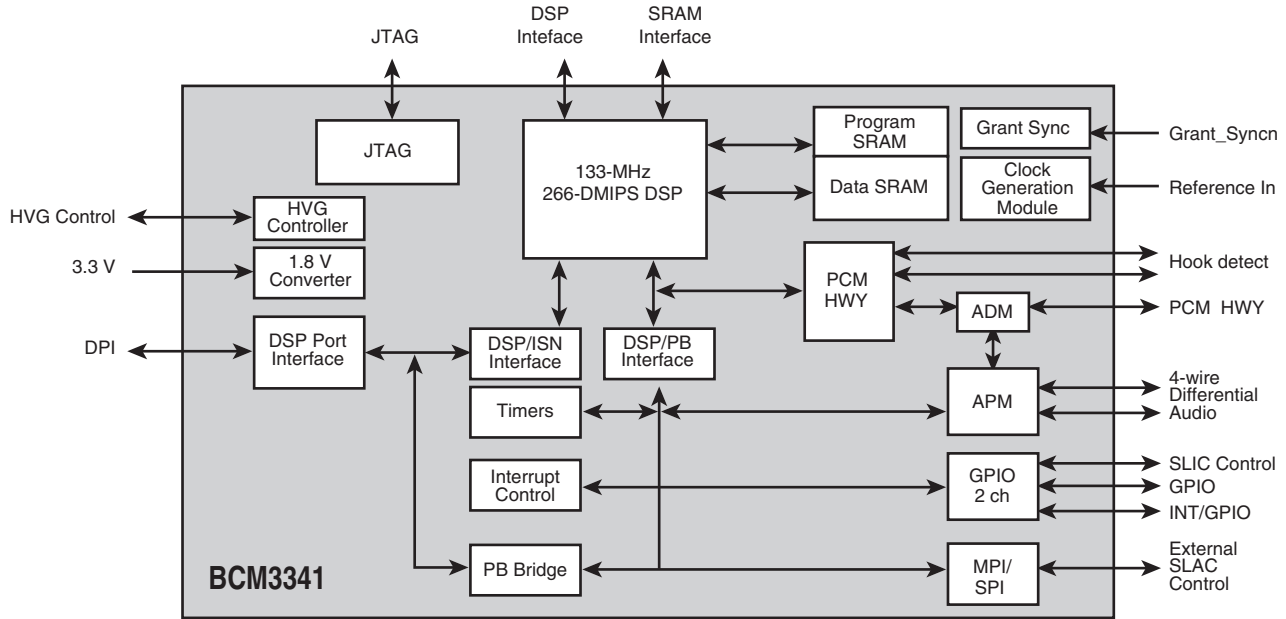 DSP
Inteface
SRAM
Interface
JTAG
JTAG
133-MHz
266-DMIPS DSP
Program
SRAM
Data SRAM
Grant Sync
Grant_Syncn
Clock
Generation
Module
Reference In
HVG Control
HVG
Controller
3.3 V
1.8 V
Converter
PCM
HWY
Hook detect
ADM
PCM HWY
DPI
DSP Port
Interface
DSP/ISN
Interface
DSP/PB
Interface
Timers
APM
4-wire
Differential
Audio
Interrupt
Control
GPIO
2 ch
SLIC Control
GPIO
INT/GPIO
BCM3341
PB Bridge
MPI/
SPI
External
SLAC
Control